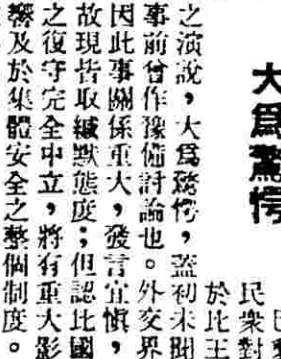 大爲驚愕
民衆對
於比王
之演說，大爲驚愕，蓋初未聞
事前曾作豫備討論也。外交界
因此事關係重大，發言宜愼，
故現皆取緘默態度；但認比國
之復守完全中立，將有重大影
響及於集體安全之整個制度。